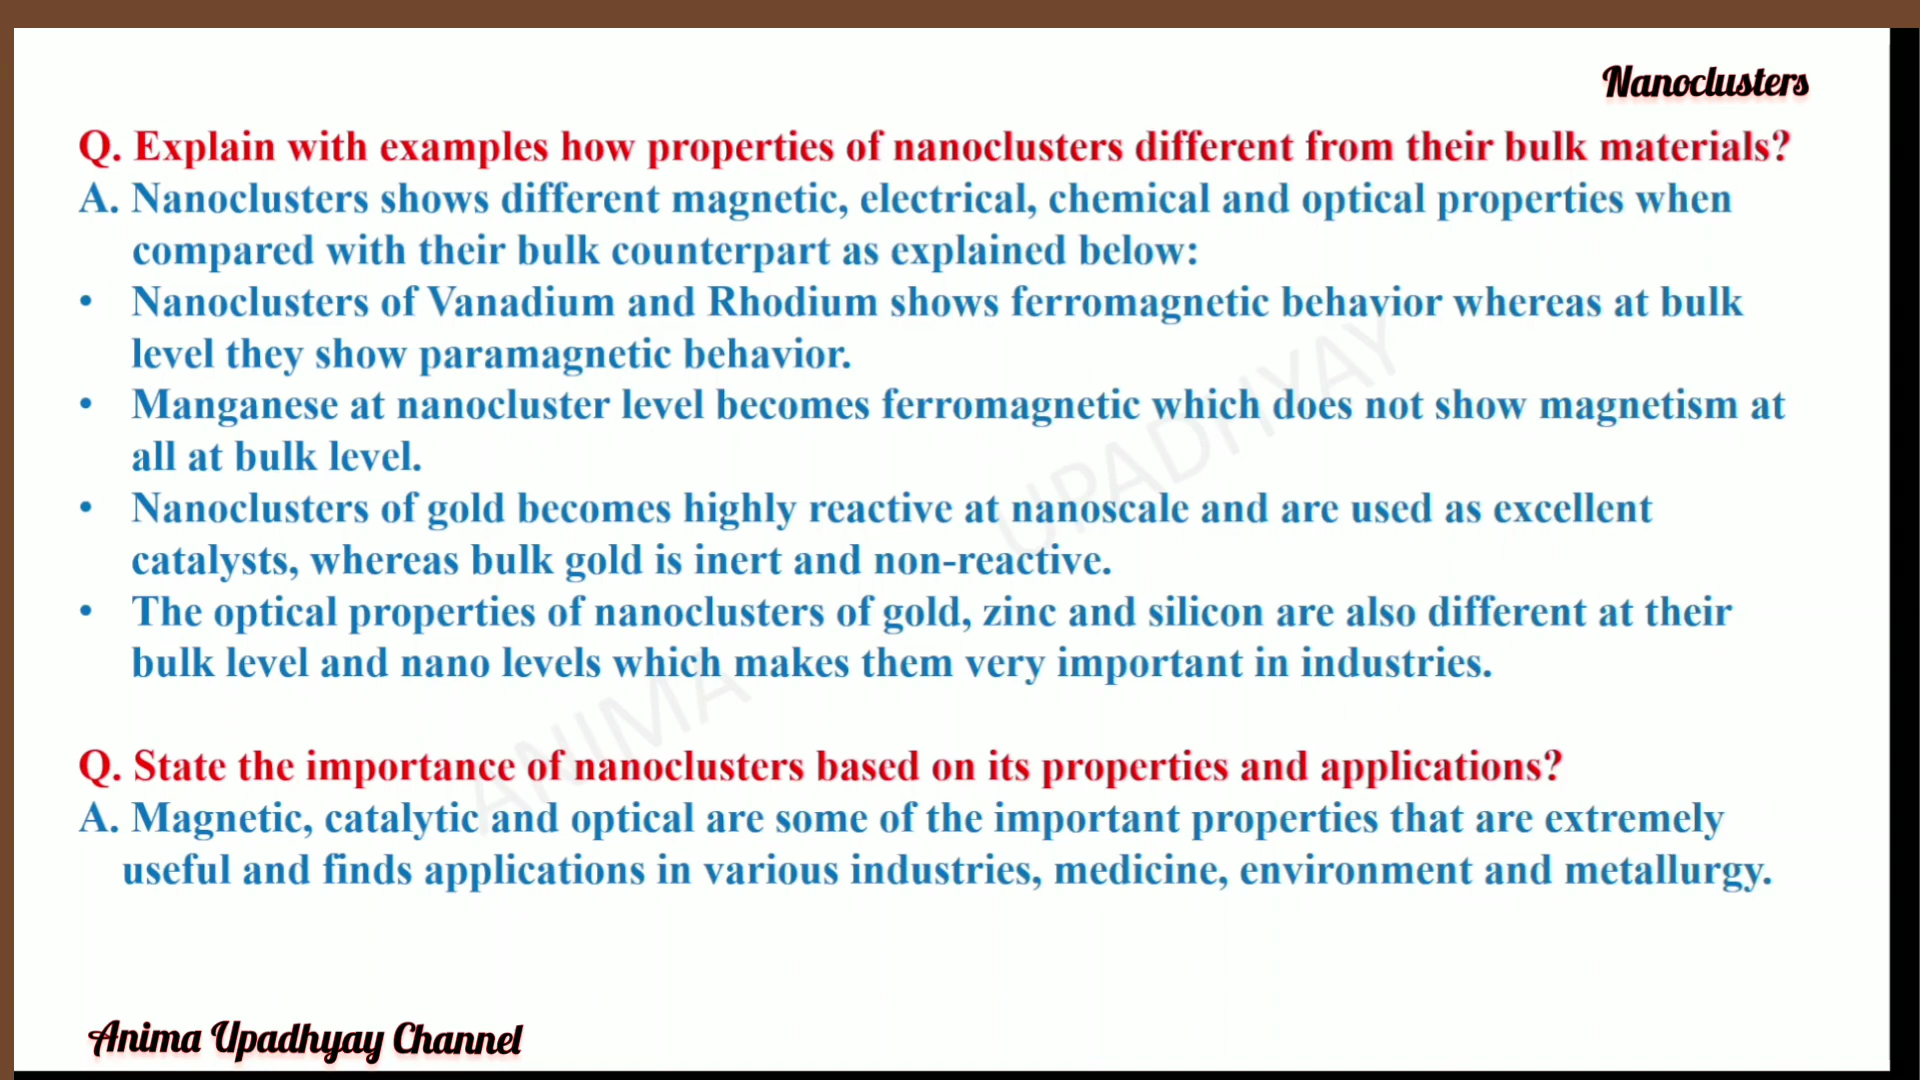 Nanoclusters
Q. Explain with examples how properties of nanoclusters different from their bulk materials?
A. Nanoclusters shows different magnetic, electrical, chemical and optical properties when
compared with their bulk counterpart as explained below:
• Nanoclusters of Vanadium and Rhodium shows ferromagnetic behavior whereas at bulk
level they show paramagnetic behavior.
• Manganese at nanocluster level becomes ferromagnetic which does not show magnetism at
all at bulk level.
• Nanoclusters of gold becomes highly reactive at nanoscale and are used as excellent
catalysts, whereas bulk gold is inert and non-reactive.
• The optical properties of nanoclusters of gold, zinc and silicon are also different at their
bulk level and nano levels which makes them very important in industries.
Q. State the importance of nanoclusters based on its properties and applications?
A. Magnetic, catalytic and optical are some of the important properties that are extremely
useful and finds applications in various industries, medicine, environment and metallurgy.
ANIMA UPADHYAY
Anima Upadhyay Channel